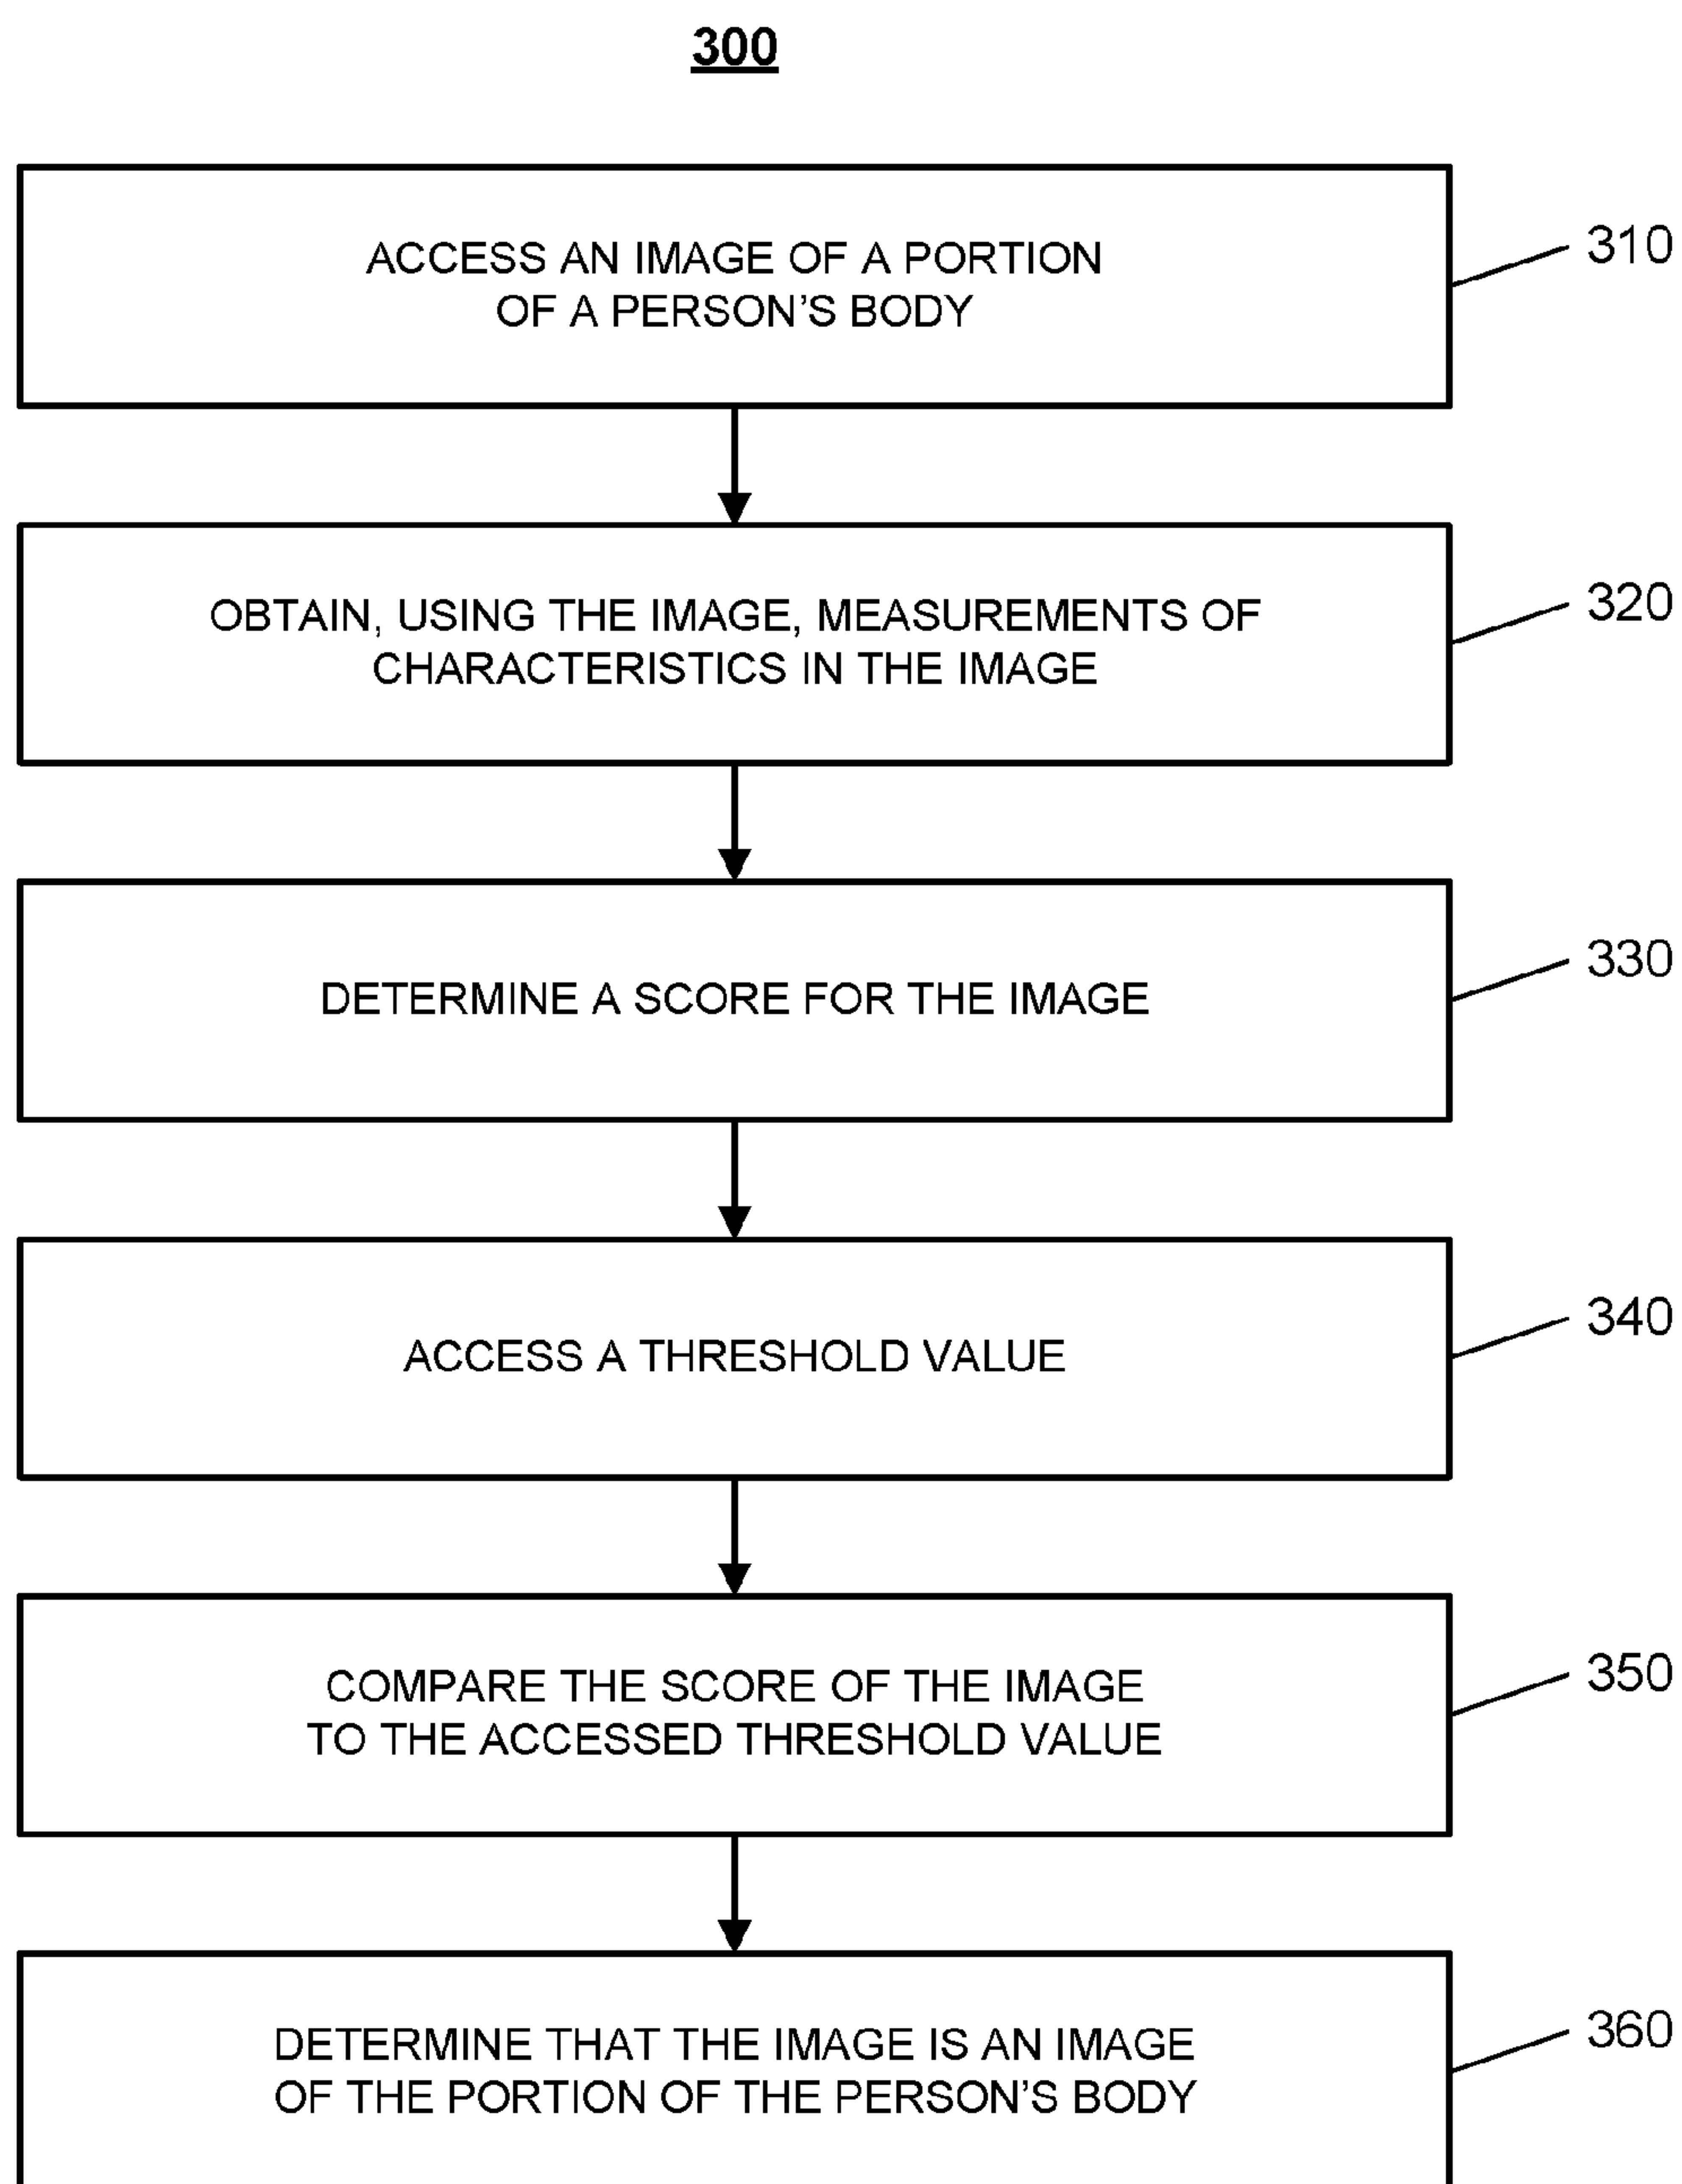 300
ACCESS AN IMAGE OF A PORTION
OF A PERSON’S BODY
310
OBTAIN, USING THE IMAGE, MEASUREMENTS OF
CHARACTERISTICS IN THE IMAGE
320
DETERMINE A SCORE FOR THE IMAGE
330
ACCESS A THRESHOLD VALUE
340
COMPARE THE SCORE OF THE IMAGE
TO THE ACCESSED THRESHOLD VALUE
350
DETERMINE THAT THE IMAGE IS AN IMAGE
OF THE PORTION OF THE PERSON’S BODY
360